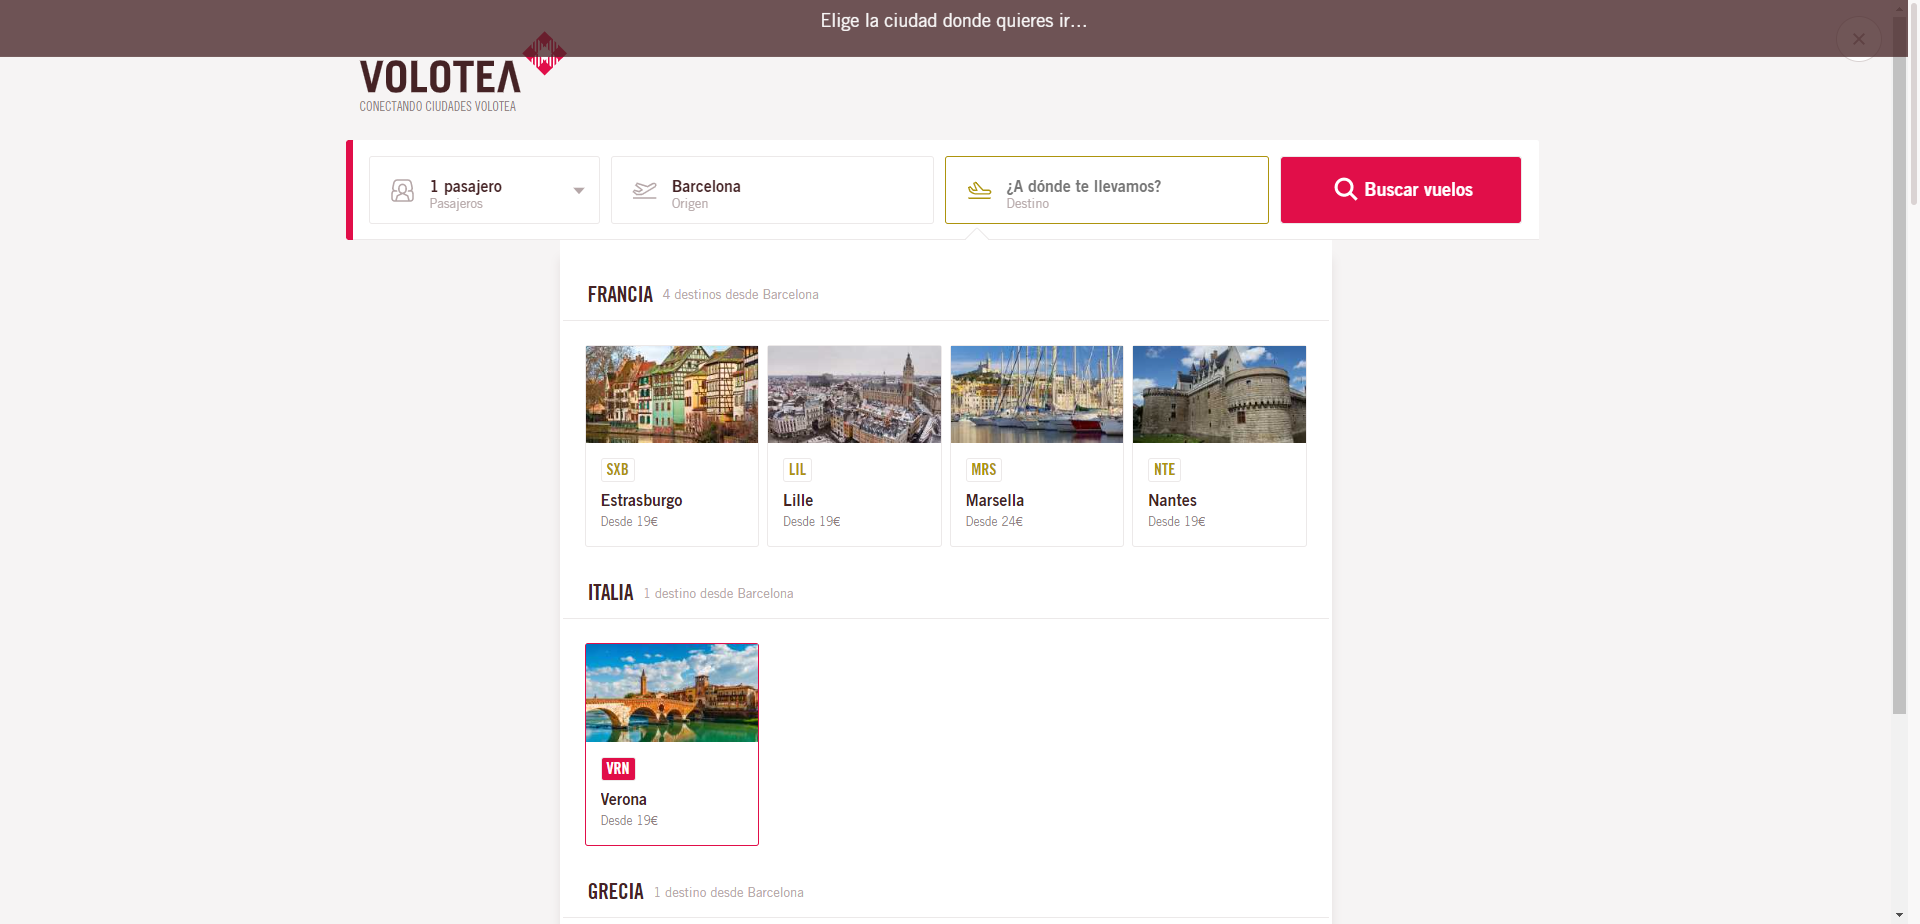 Elige la ciudad donde quieres ir...
VOLOTEA
CONECTANDO CIUDADES VOLOTEA
1 pasajero
Pasajeros
Barcelona
Origen
¿A dónde te llevamos?
Destino
Buscar vuelos
FRANCIA 4 destinos desde Barcelona
SXB
Estrasburgo
Desde 19€
LIL
Lille
Desde 19€
MRS
Marsella
Desde 24€
NTE
Nantes
Desde 19€
ITALIA 1 destino desde Barcelona
VRN
Verona
Desde 19€
GRECIA 1 destino desde Barcelona